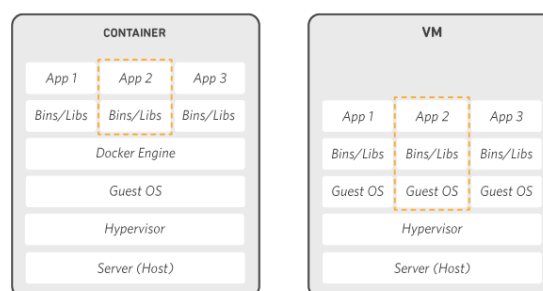 CONTAINER
App 1 App 2 App 3
Bins/Libs Bins/Libs Bins/Libs
Docker Engine
Guest OS
Hypervisor
Server (Host)
VM
App 1 App 2 App 3
Bins/Libs Bins/Libs Bins/Libs
Guest OS Guest OS Guest OS
Hypervisor
Server (Host)